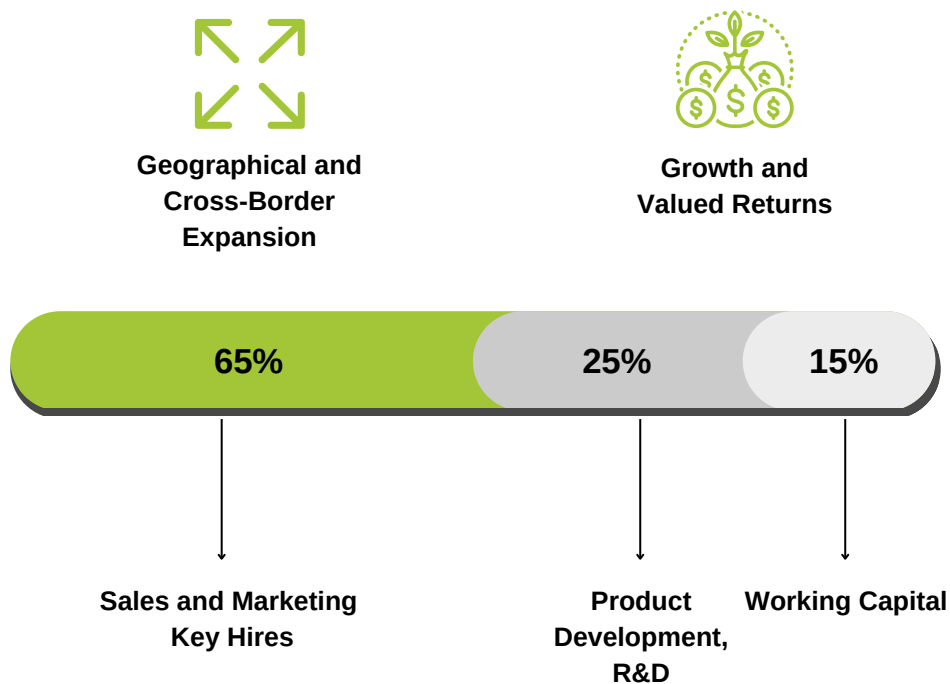 Geographical and
Cross-Border
Expansion
Growth and
Valued Returns
$
$
$
$
$
65%
25%
15%
Sales and Marketing
Key Hires
Product
Development,
R&D
Working Capital